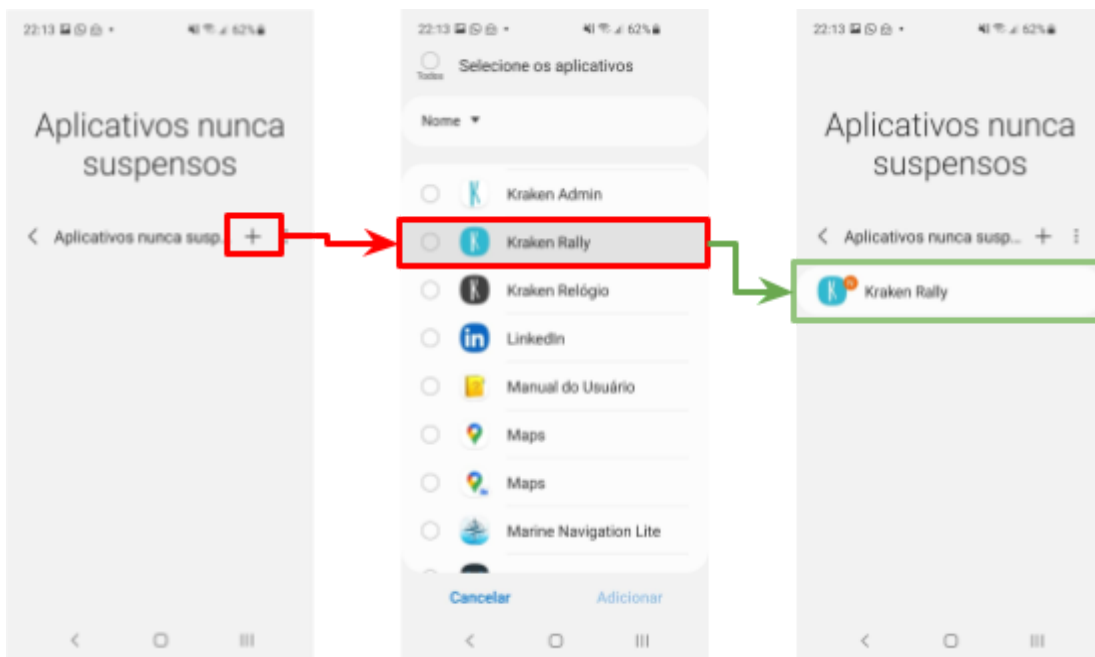 22:13
62%
Aplicativos nunca
suspensos
Aplicativos nunca susp
22:13
62%
Todos
Selecione os aplicativos
Nome
Kraken Admin
Kraken Rally
Kraken Relógio
LinkedIn
Manual do Usuário
Maps
Maps
Marine Navigation Lite
Cancelar Adicionar
22:13
62%
Aplicativos nunca
suspensos
Aplicativos nunca susp...
Kraken Rally